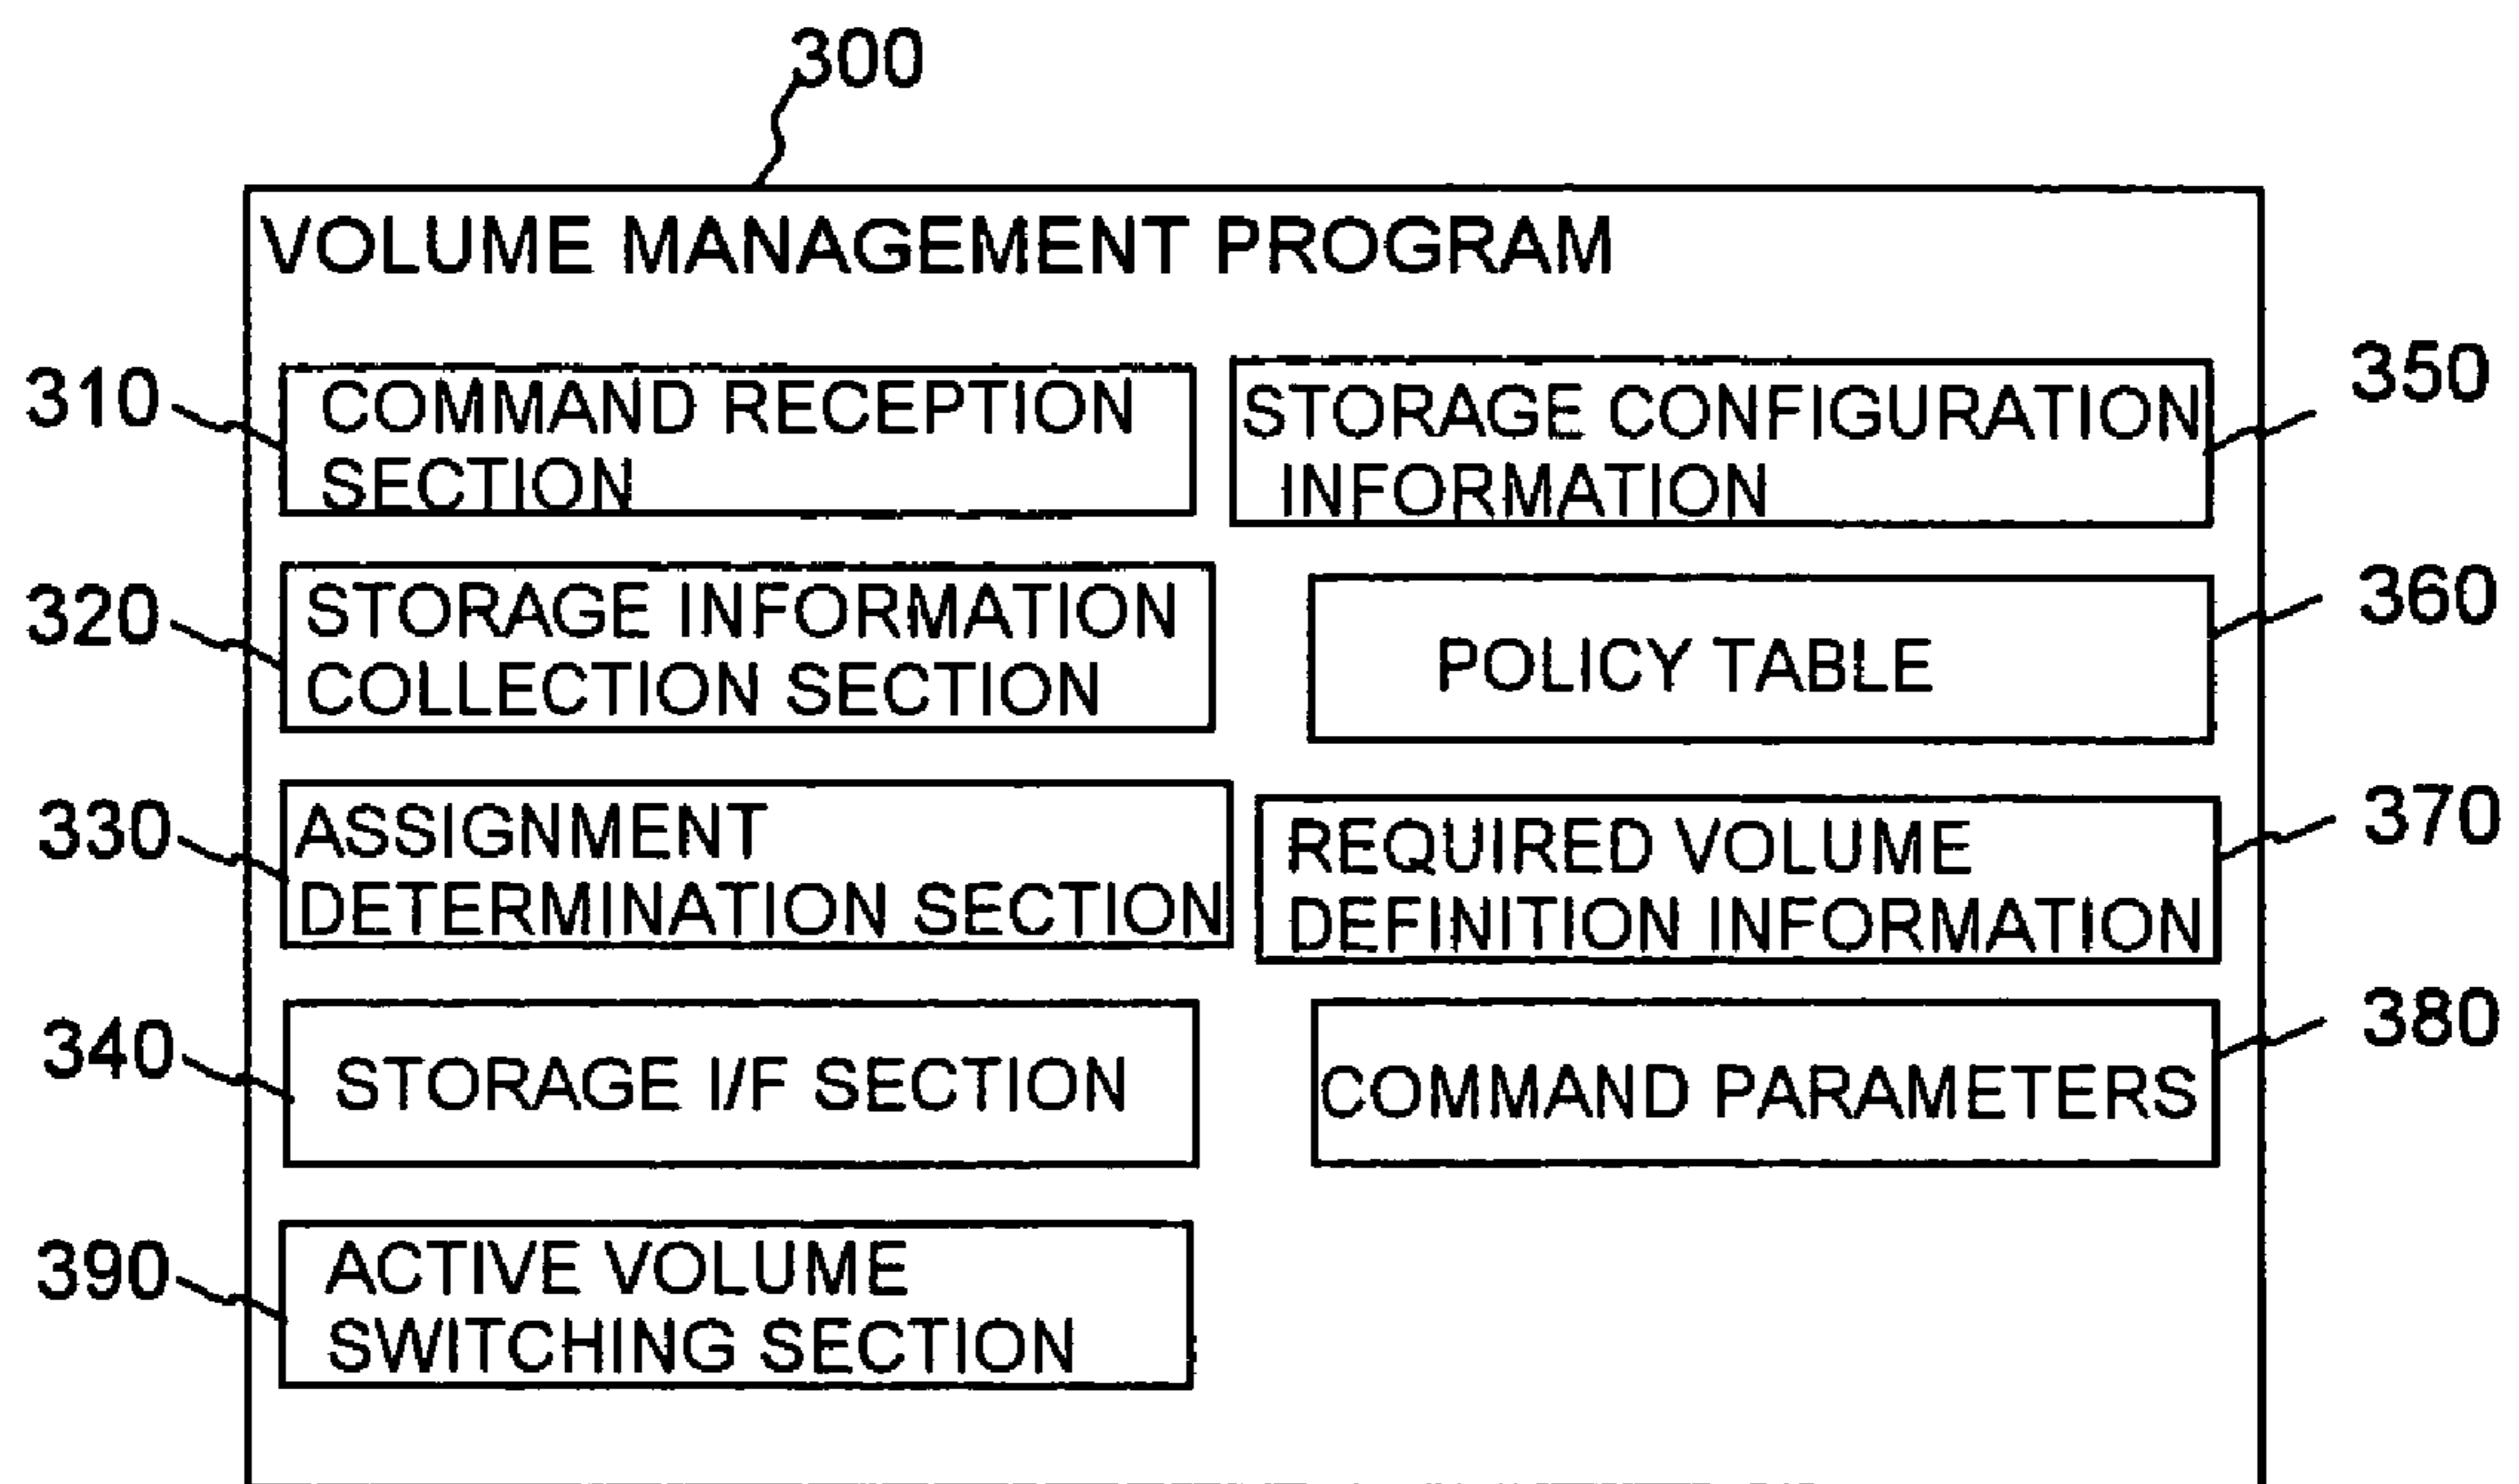 300
VOLUME MANAGEMENT PROGRAM
310
COMMAND RECEPTION
SECTION
350
STORAGE CONFIGURATION
INFORMATION
320
STORAGE INFORMATION
COLLECTION SECTION
360
POLICY TABLE
330
ASSIGNMENT
DETERMINATION SECTION
370
REQUIRED VOLUME
DEFINITION INFORMATION
340
STORAGE I/F SECTION
380
COMMAND PARAMETERS
390
ACTIVE VOLUME
SWITCHING SECTION